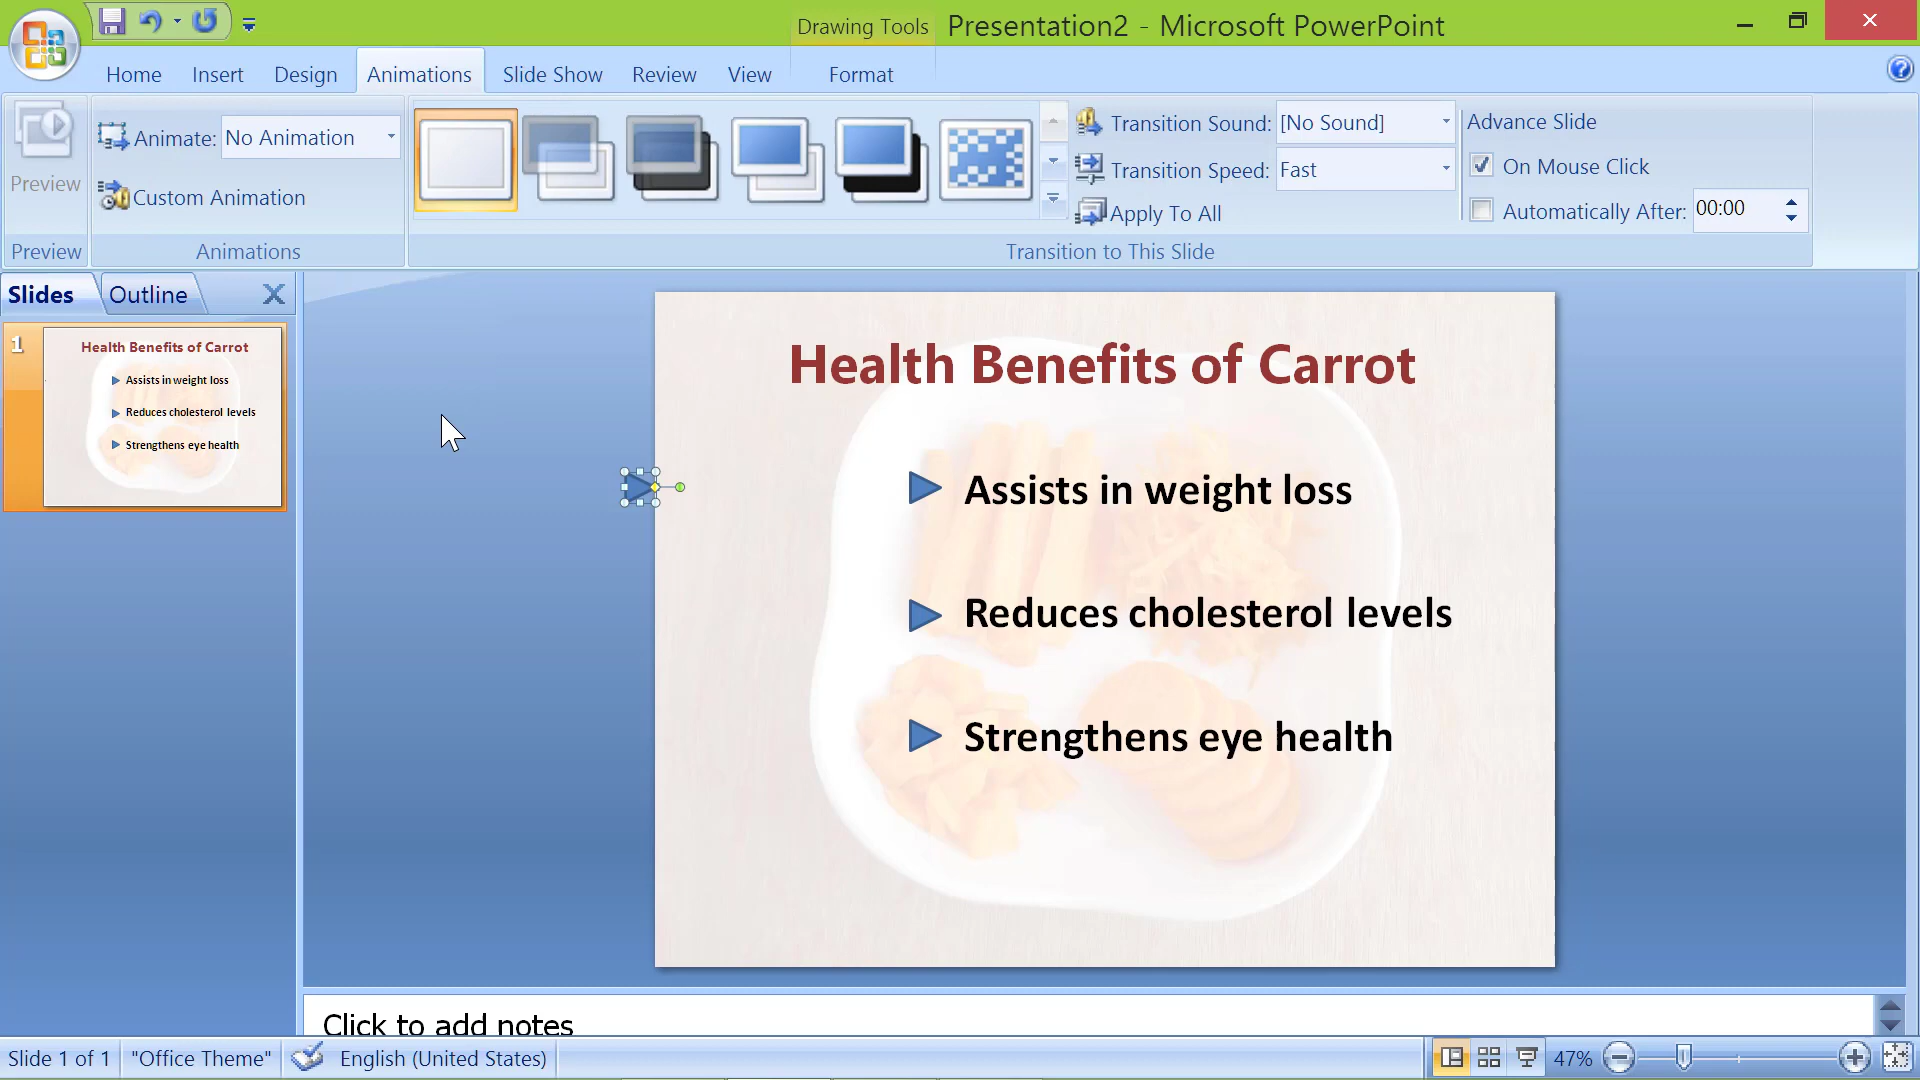 Drawing Tools
Presentation2 - Microsoft PowerPoint
Home
Insert
Design
Animations
Slide Show
Review
View
Format
Preview
Animate: No Animation
Custom Animation
Transition Sound: [No Sound]
Transition Speed: Fast
Apply To All
Advance Slide
On Mouse Click
Automatically After: 00:00
Preview
Animations
Transition to This Slide
Slides
Outline
1
Health Benefits of Carrot
Assists in weight loss
Reduces cholesterol levels
Strengthens eye health
Health Benefits of Carrot
Assists in weight loss
Reduces cholesterol levels
Strengthens eye health
Click to add notes
Slide 1 of 1
"Office Theme"
English (United States)
47%